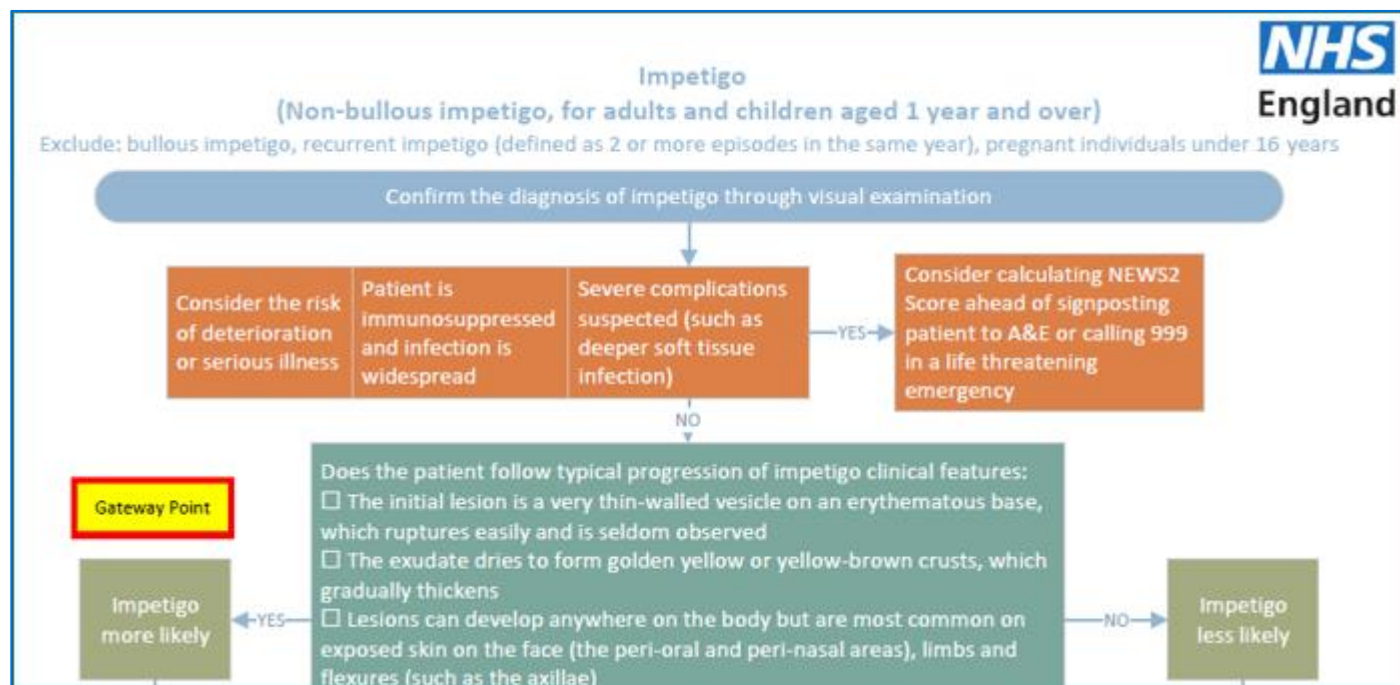 NHS
England
Impetigo
(Non-bullous impetigo, for adults and children aged 1 year and over)
Exclude: bullous impetigo, recurrent impetigo (defined as 2 or more episodes in the same year), pregnant individuals under 16 years
Confirm the diagnosis of impetigo through visual examination
Consider the risk
of deterioration
or serious illness
Patient is
immunosuppressed
and infection is
widespread
Severe complications
suspected (such as
deeper soft tissue
infection)
YES
Consider calculating NEWS2
Score ahead of signposting
patient to A&E or calling 999
in a life threatening
emergency
NO
Does the patient follow typical progression of impetigo clinical features:
☐ The initial lesion is a very thin-walled vesicle on an erythematous base,
which ruptures easily and is seldom observed
☐ The exudate dries to form golden yellow or yellow-brown crusts, which
gradually thickens
☐ Lesions can develop anywhere on the body but are most common on
exposed skin on the face (the peri-oral and peri-nasal areas), limbs and
flexures (such as the axillae)
Gateway Point
YES
Impetigo
more likely
NO
Impetigo
less likely